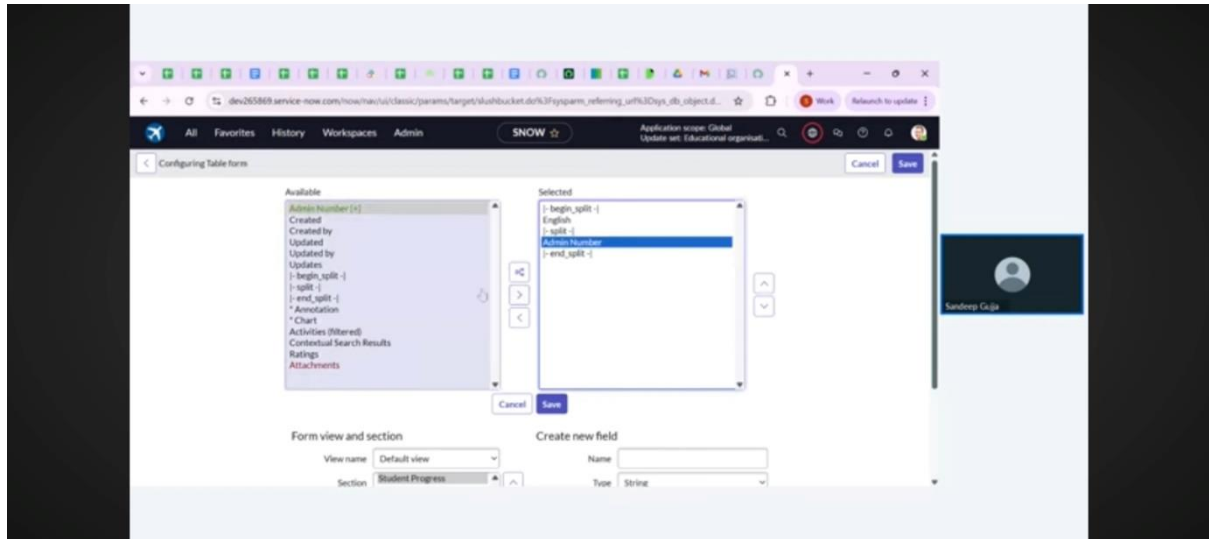 dev265869.service-now.com/now/nav/ui/classic/params/target/slushbucket.do%3Fsysparm_referring_url%3Dsys_db_object.d...
Work
Relaunch to update
All Favorites History Workspaces Admin
SNOW
Application scope: Global
Update set: Educational organisati...
Configuring Table form
Cancel Save
Available
Selected
Admin Number [+]
Created
Created by
Updated
Updated by
Updates
|- begin_split -|
|- split -|
|- end_split -|
* Annotation
* Chart
Activities (filtered)
Contextual Search Results
Ratings
Attachments
|- begin_split -|
English
|- split -|
Admin Number
|- end_split -|
Cancel Save
Form view and section
Create new field
View name Default view
Name
Section Student Progress
Type String
Sandeep Gujja